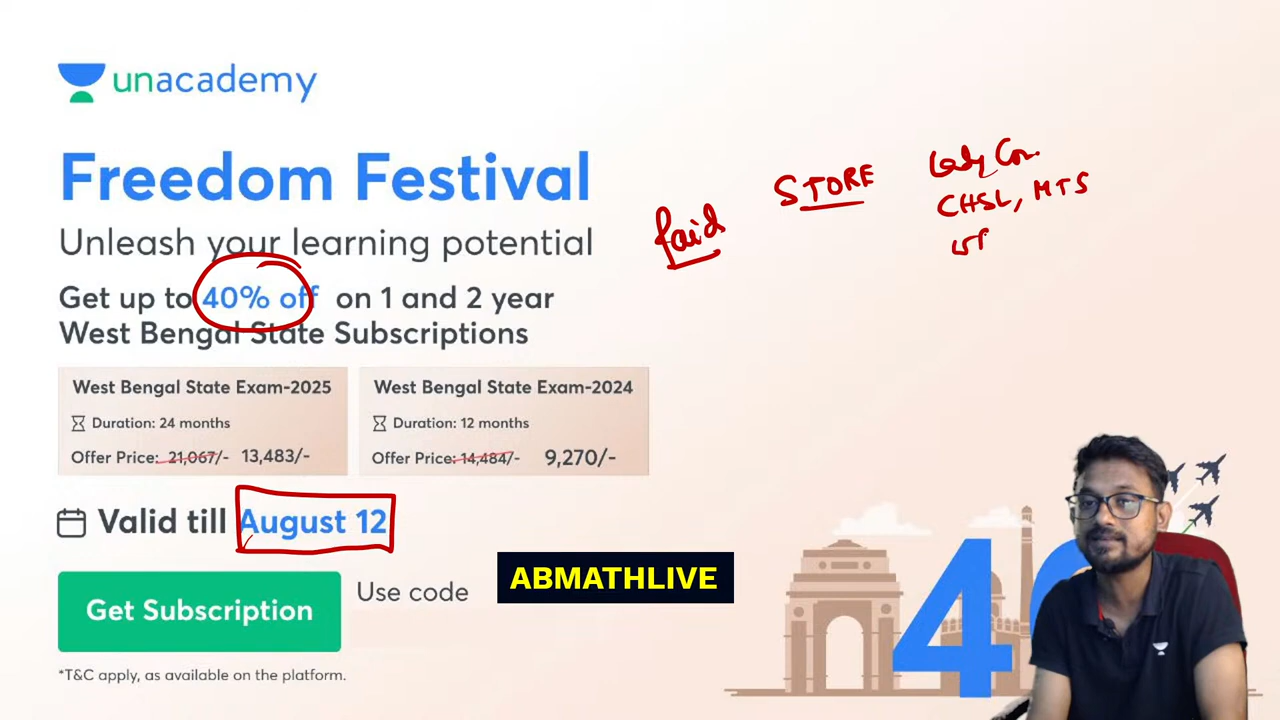 unacademy
Freedom Festival
Unleash your learning potential
Get up to 40% off on 1 and 2 year
West Bengal State Subscriptions
West Bengal State Exam-2025
Duration: 24 months
Offer Price: 21,067/- 13,483/-
West Bengal State Exam-2024
Duration: 12 months
Offer Price: 14,484/- 9,270/-
Valid till August 12
Get Subscription
Use code
ABMATHLIVE
*T&C apply, as available on the platform.
Paid
STORE
Lady Con
CHSL, MTS
4